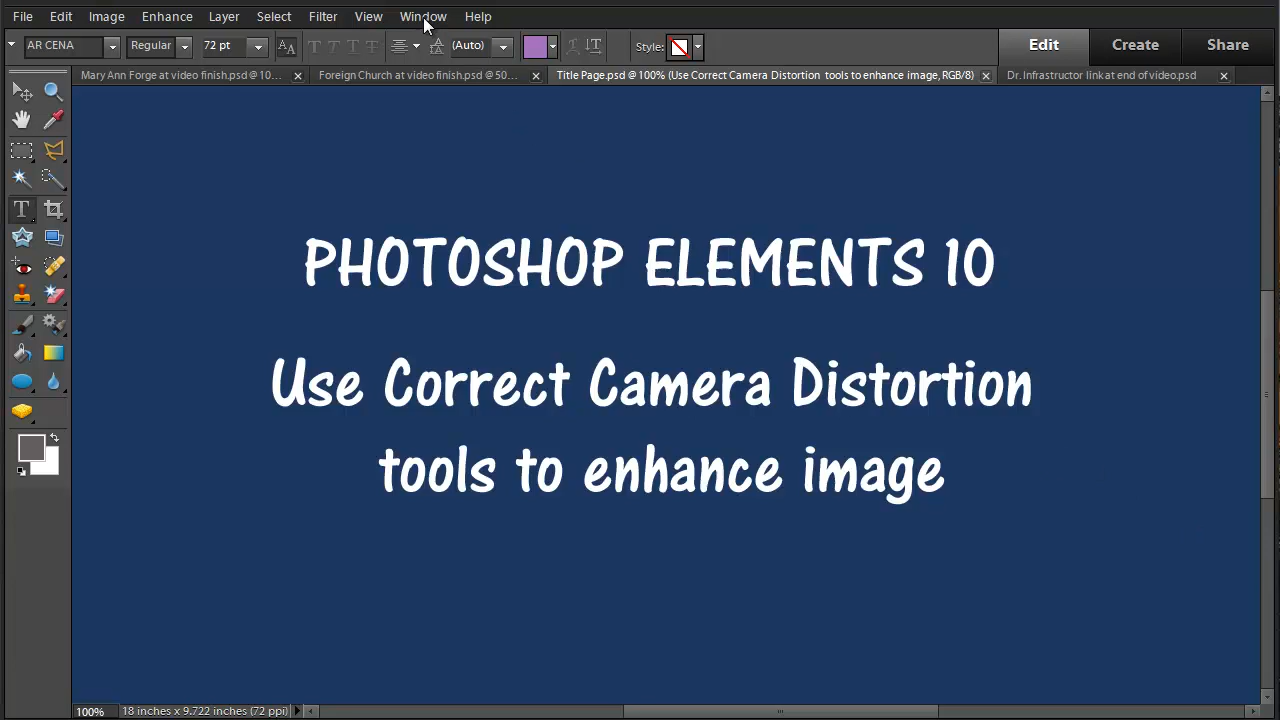 File Edit Image Enhance Layer Select Filter View Window Help
AR CENA Regular 72 pt (Auto) Style: Edit Create Share
Mary Ann Forge at video finish.psd @ 10... Foreign Church at video finish.psd @ 50... Title Page.psd @ 100% (Use Correct Camera Distortion tools to enhance image, RGB/8) Dr. Infrastructor link at end of video.psd
PHOTOSHOP ELEMENTS 10
Use Correct Camera Distortion
tools to enhance image
100% 18 inches x 9.722 inches (72 ppi)